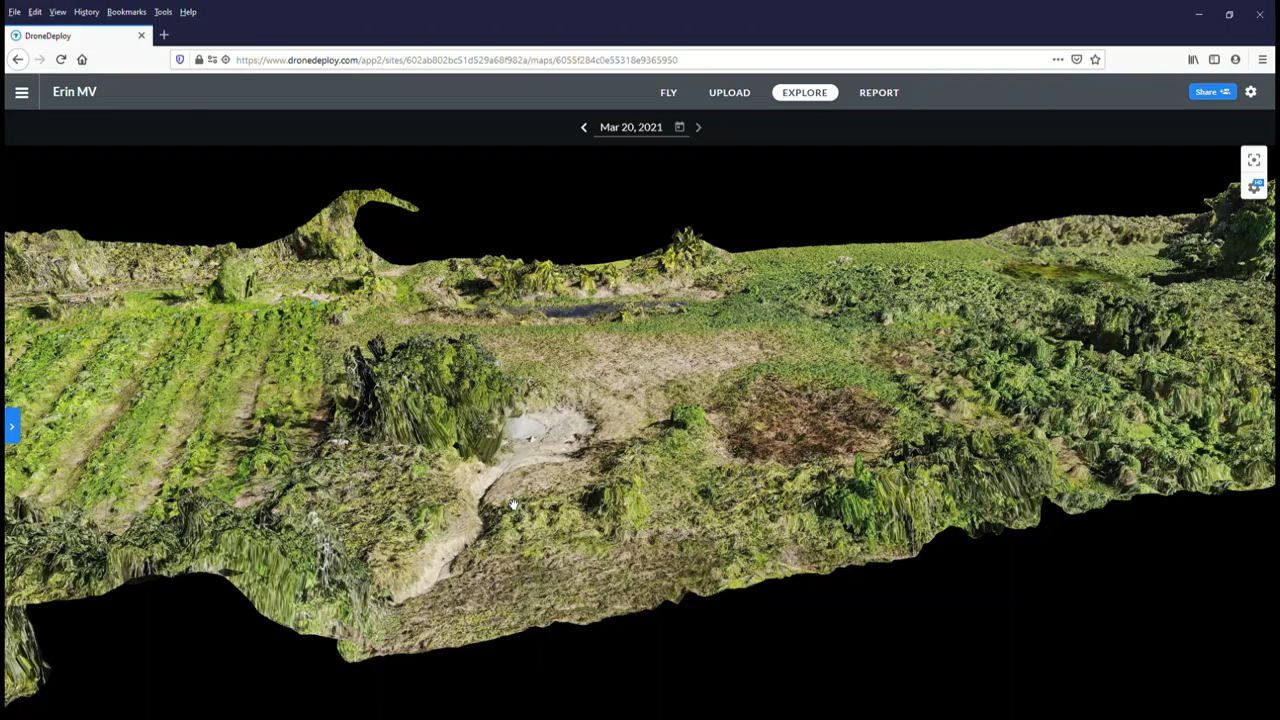 File Edit View History Bookmarks Tools Help
DroneDeploy
https://www.dronedeploy.com/app2/sites/602ab802bc51d529a68f982a/maps/6055f284c0e55318e9365950
Erin MV
FLY
UPLOAD
EXPLORE
REPORT
Share
Mar 20, 2021
HD